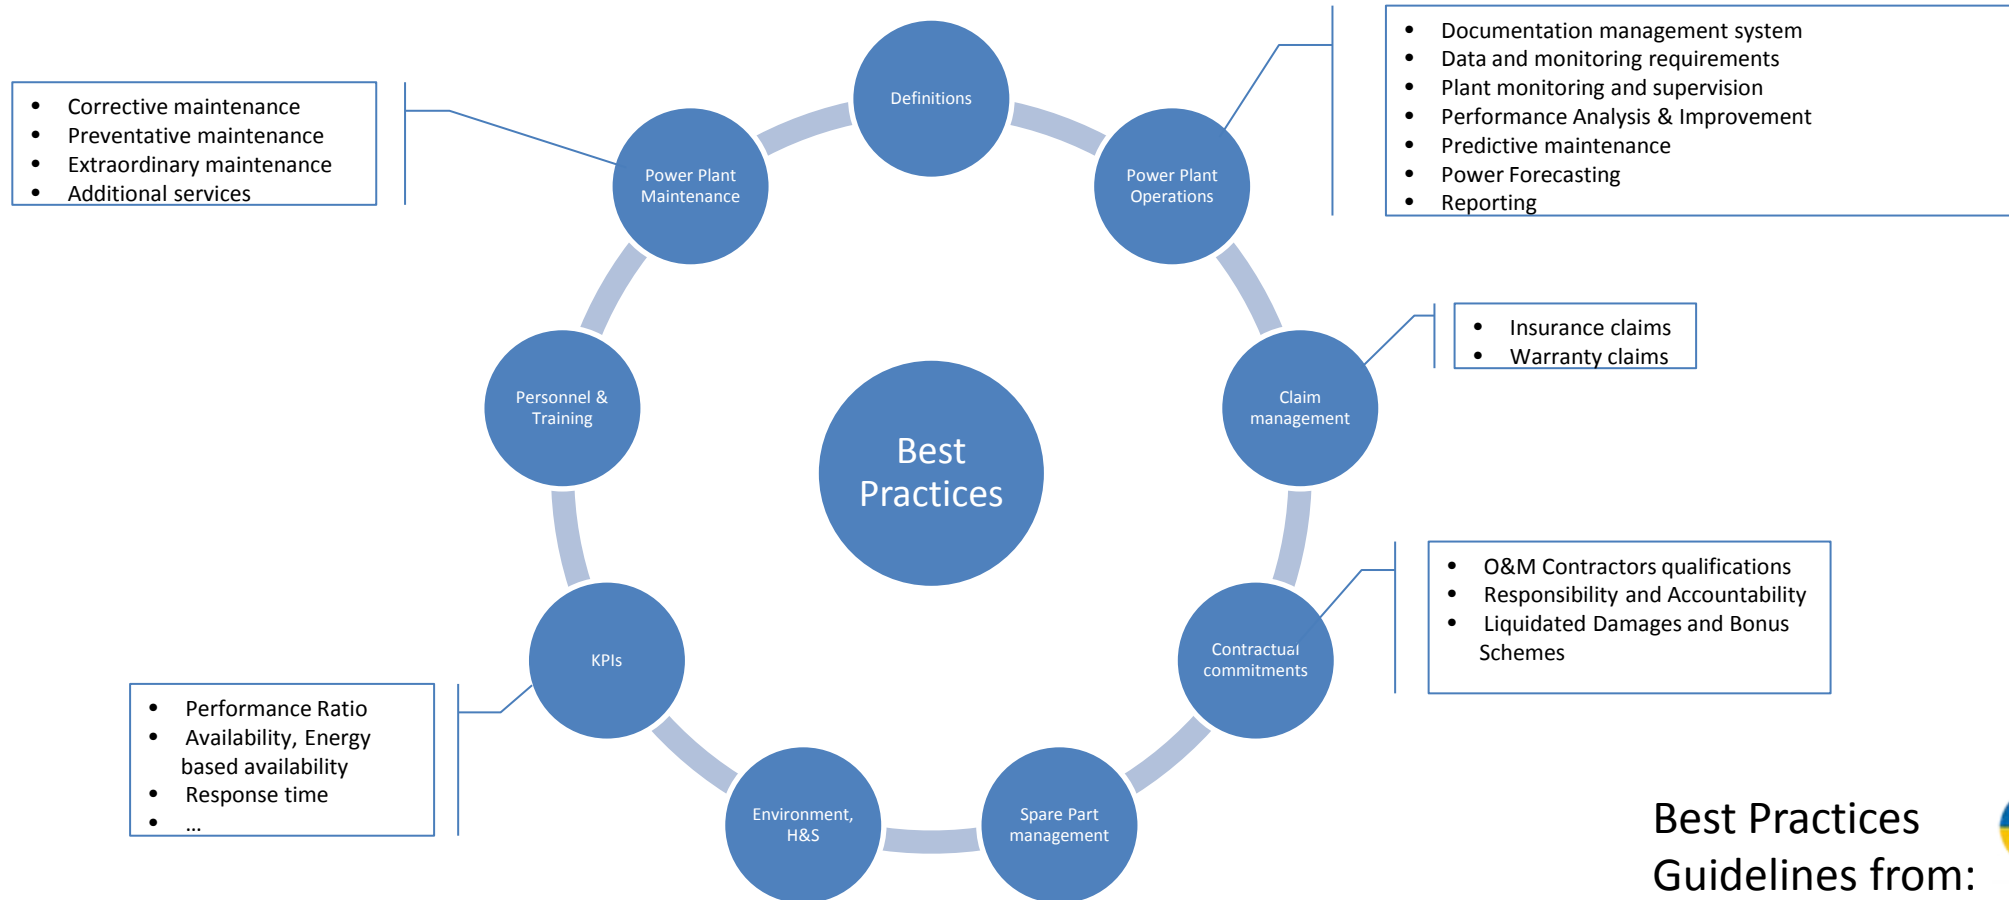 Definitions
Power Plant
Operations
• Documentation management system
• Data and monitoring requirements
• Plant monitoring and supervision
• Performance Analysis & Improvement
• Predictive maintenance
• Power Forecasting
• Reporting
Claim
management
• Insurance claims
• Warranty claims
Contractual
commitments
• O&M Contractors qualifications
• Responsibility and Accountability
• Liquidated Damages and Bonus
Schemes
Spare Part
management
Environment,
H&S
KPIs
• Performance Ratio
• Availability, Energy
based availability
• Response time
• ...
Personnel &
Training
Power Plant
Maintenance
• Corrective maintenance
• Preventative maintenance
• Extraordinary maintenance
• Additional services
Best
Practices
Best Practices
Guidelines from: